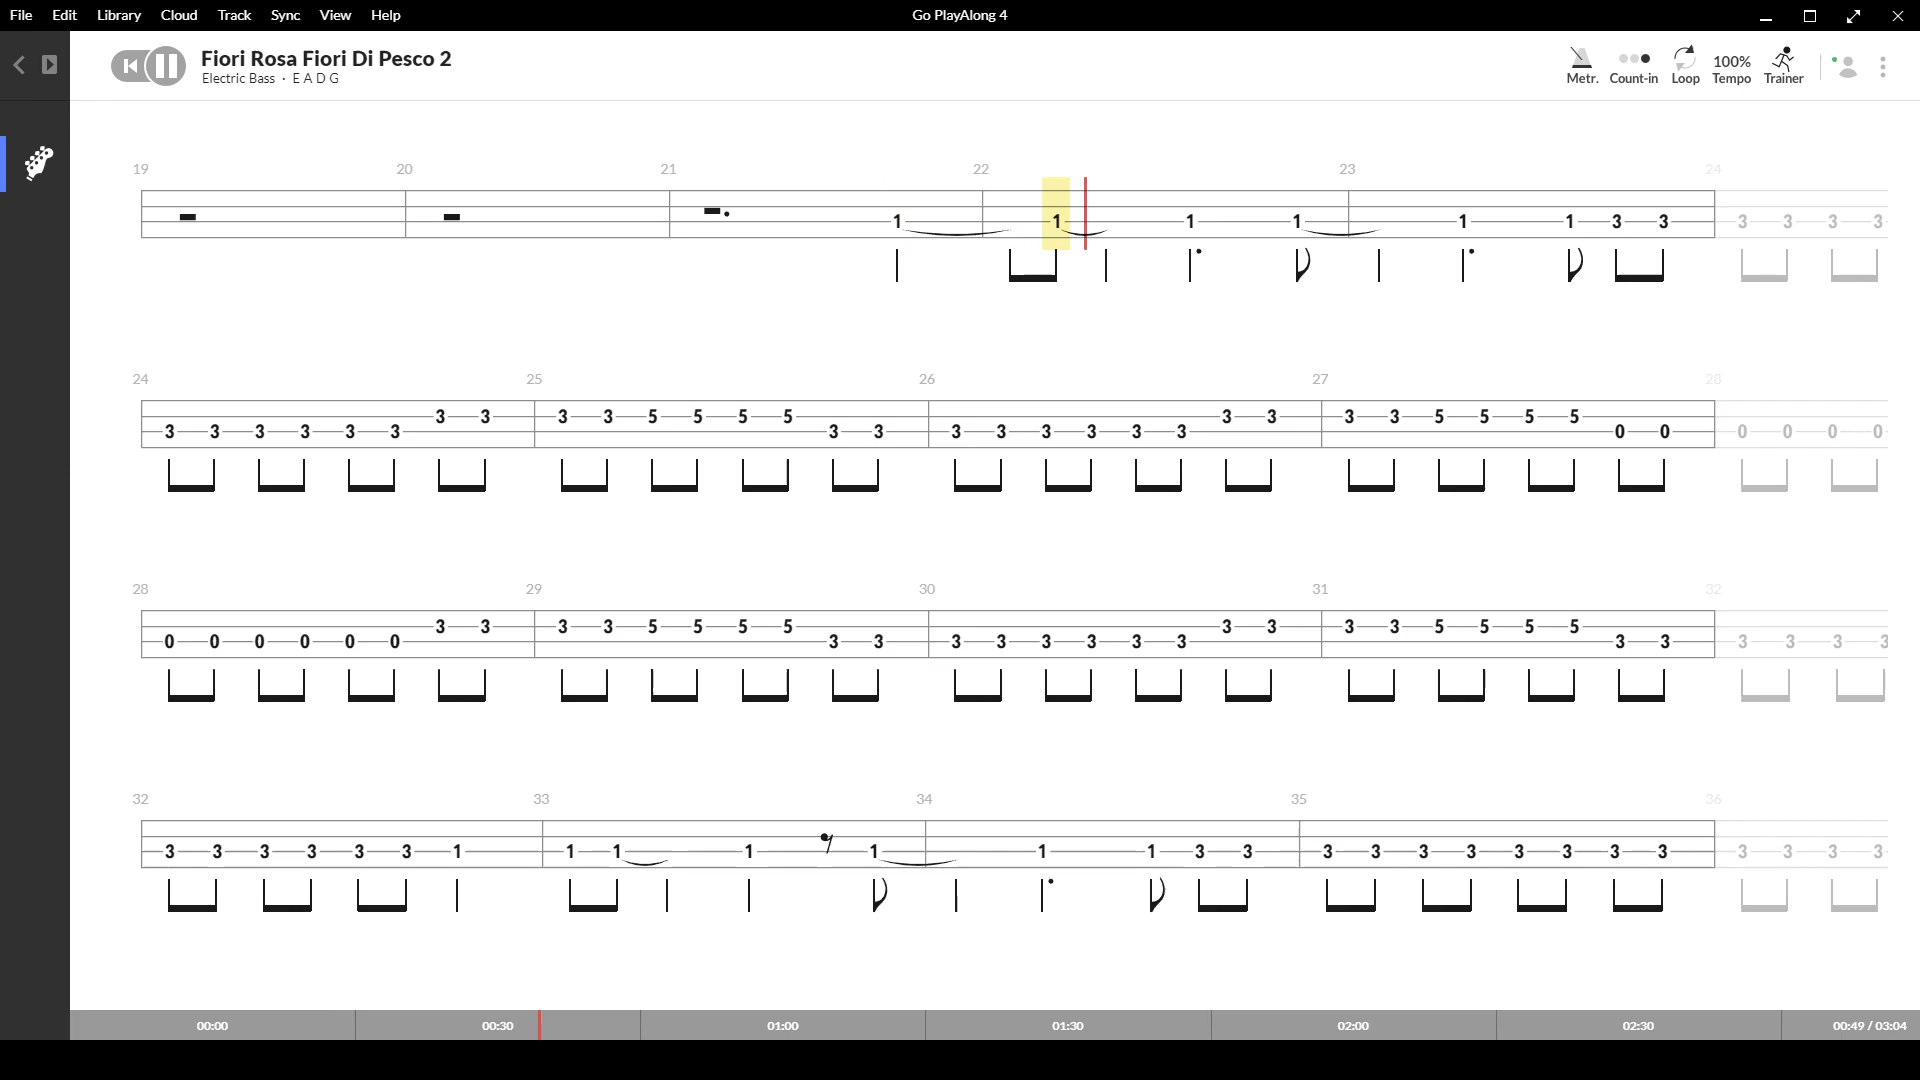 File Edit Library Cloud Track Sync View Help Go PlayAlong 4
Fiori Rosa Fiori Di Pesco 2
Electric Bass · E A D G
100%
Metr. Count-in Loop Tempo Trainer
19 20 21 22 23 24
1 1 1 1 1 1 3 3 3 3 3 3
24 25 26 27 28
3 3 3 3 3 3 3 3 3 3 5 5 5 5 3 3 3 3 3 3 3 3 3 3 3 3 5 5 5 5 0 0 0 0 0 0
28 29 30 31 32
0 0 0 0 0 0 3 3 3 3 5 5 5 5 3 3 3 3 3 3 3 3 3 3 3 3 5 5 5 5 3 3 3 3 3 3
32 33 34 35 36
3 3 3 3 3 3 1 1 1 1 1 1 1 3 3 3 3 3 3 3 3 3 3 3 3 3 3
00:00 00:30 01:00 01:30 02:00 02:30 00:49 / 03:04